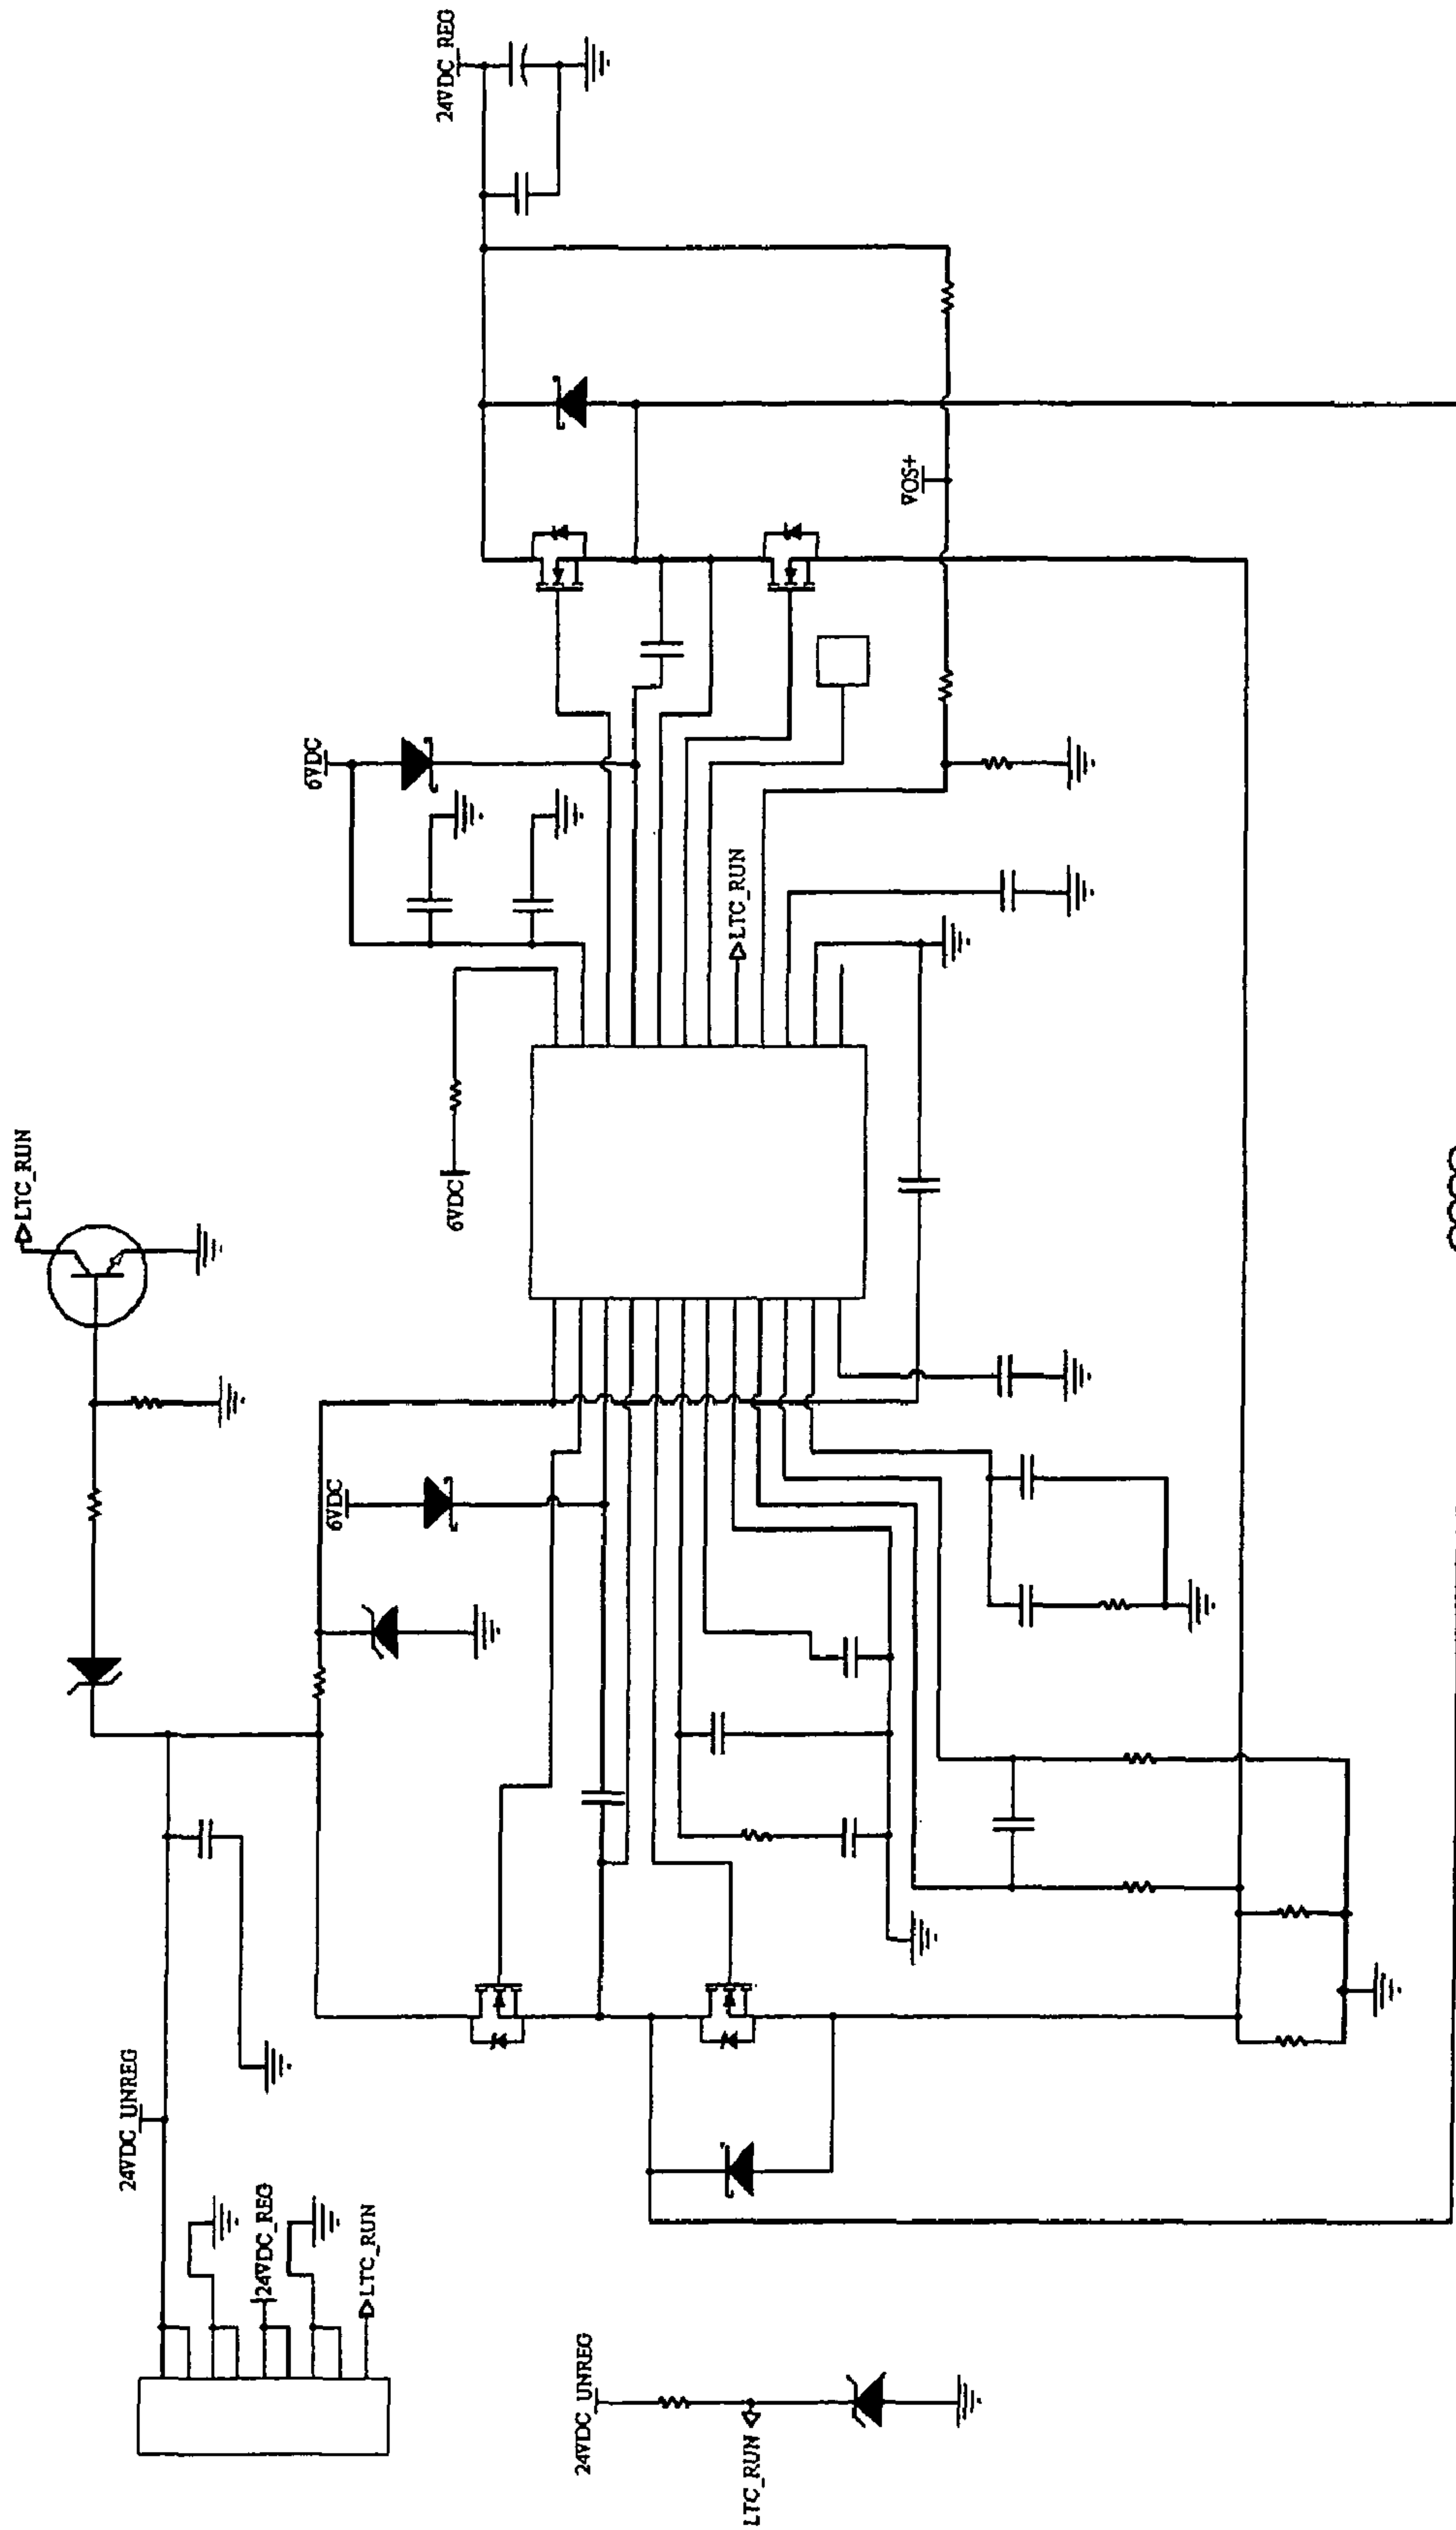 24VDC_UNREG
24VDC_REG
LTC_RUN
24VDC_UNREG
LTC_RUN
LTC_RUN
6VDC
6VDC
6VDC
LTC_RUN
VOS+
24VDC_REG